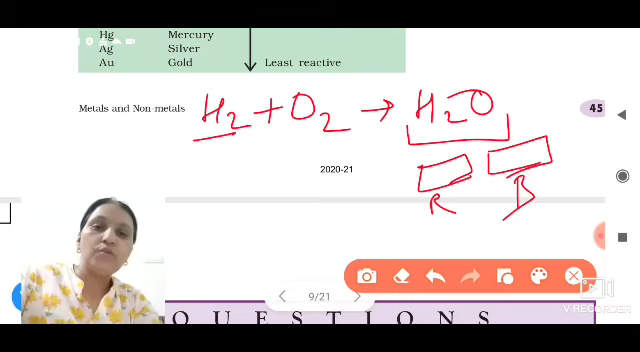 Hg Mercury
Ag Silver
Au Gold Least reactive
Metals and Non-metals 45
H2 + O2 → H2O
2020-21
R B
9/21
V RECORDER
QUESTIONS